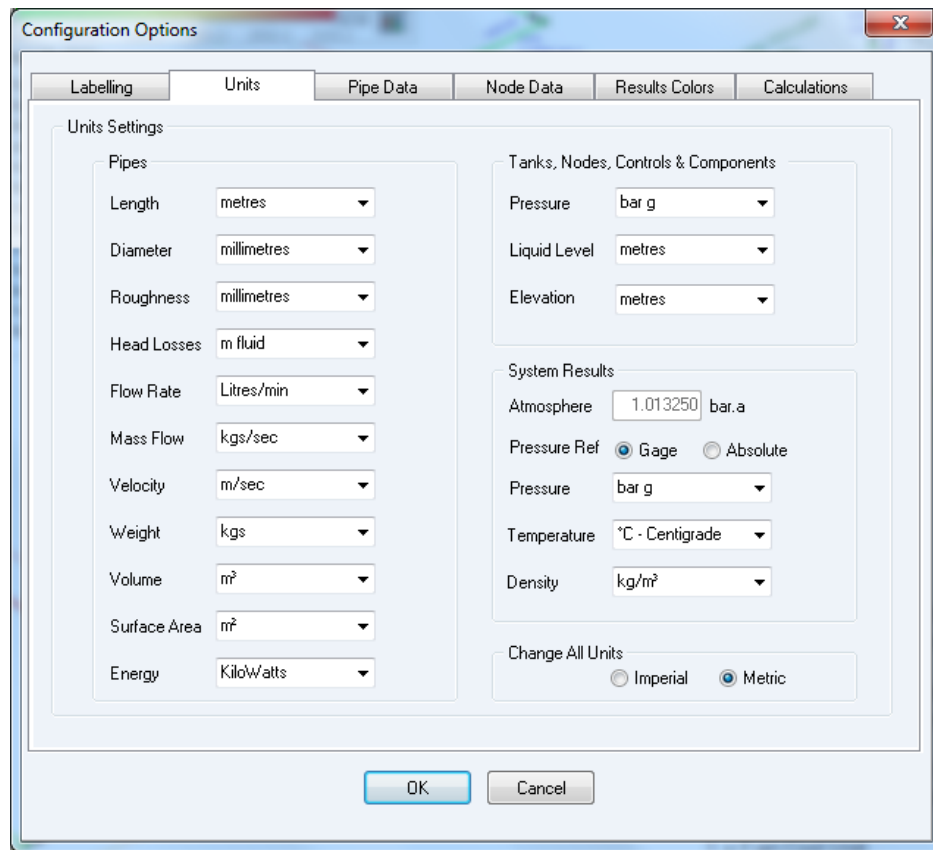 Configuration Options
Labelling Units Pipe Data Node Data Results Colors Calculations
Units Settings
Pipes
Length metres
Diameter millimetres
Roughness millimetres
Head Losses m fluid
Flow Rate Litres/min
Mass Flow kgs/sec
Velocity m/sec
Weight kgs
Volume m³
Surface Area m²
Energy KiloWatts
Tanks, Nodes, Controls & Components
Pressure bar g
Liquid Level metres
Elevation metres
System Results
Atmosphere 1.013250 bar.a
Pressure Ref Gage Absolute
Pressure bar g
Temperature °C - Centigrade
Density kg/m³
Change All Units
Imperial Metric
OK Cancel